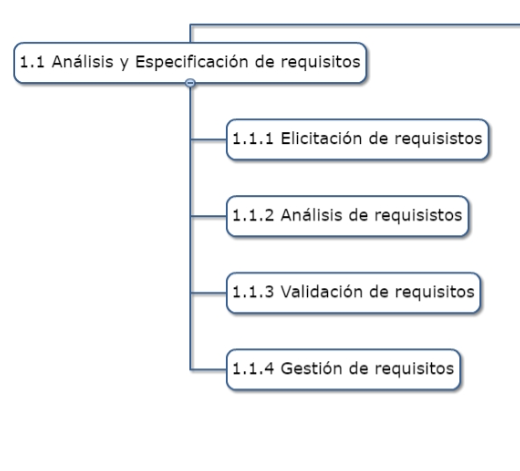 1.1 Análisis y Especificación de requisitos
1.1.1 Elicitación de requisistos
1.1.2 Análisis de requisistos
1.1.3 Validación de requisitos
1.1.4 Gestión de requisitos